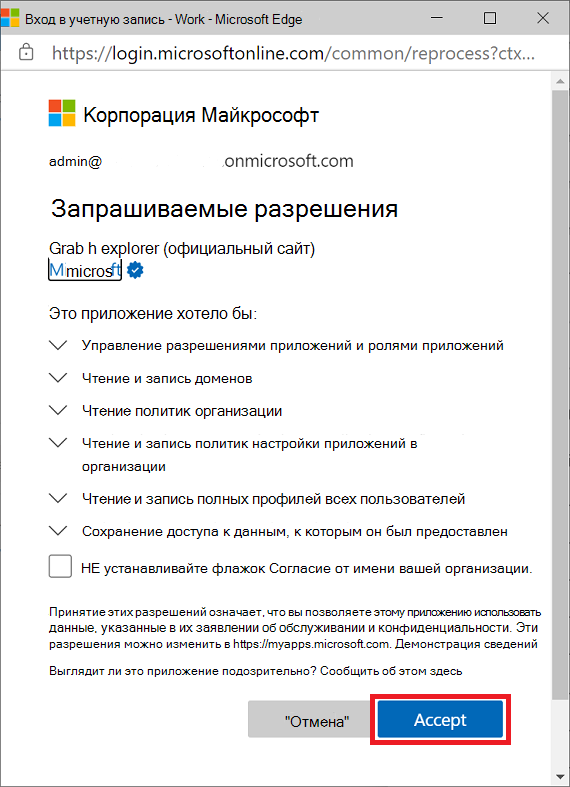 Вход в учетную запись - Work - Microsoft Edge
https://login.microsoftonline.com/common/reprocess?ctx...
Корпорация Майкрософт
admin@ .onmicrosoft.com
Запрашиваемые разрешения
Grab h explorer (официальный сайт)
Mimicrosft
Это приложение хотело бы:
Управление разрешениями приложений и ролями приложений
Чтение и запись доменов
Чтение политик организации
Чтение и запись политик настройки приложений в
организации
Чтение и запись полных профилей всех пользователей
Сохранение доступа к данным, к которым он был предоставлен
НЕ устанавливайте флажок Согласие от имени вашей организации.
Принятие этих разрешений означает, что вы позволяете этому приложению использовать
данные, указанные в их заявлении об обслуживании и конфиденциальности. Эти
разрешения можно изменить в https://myapps.microsoft.com. Демонстрация сведений
Выглядит ли это приложение подозрительно? Сообщить об этом здесь
"Отмена"
Accept